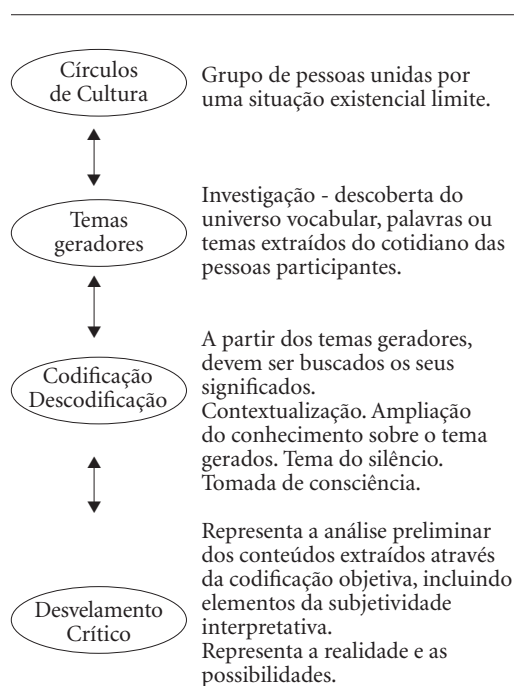 Círculos
de Cultura
Grupo de pessoas unidas por
uma situação existencial limite.
Temas
geradores
Investigação - descoberta do
universo vocabular, palavras ou
temas extraídos do cotidiano das
pessoas participantes.
Codificação
Descodificação
A partir dos temas geradores,
devem ser buscados os seus
significados.
Contextualização. Ampliação
do conhecimento sobre o tema
gerados. Tema do silêncio.
Tomada de consciência.
Desvelamento
Crítico
Representa a análise preliminar
dos conteúdos extraídos através
da codificação objetiva, incluindo
elementos da subjetividade
interpretativa.
Representa a realidade e as
possibilidades.